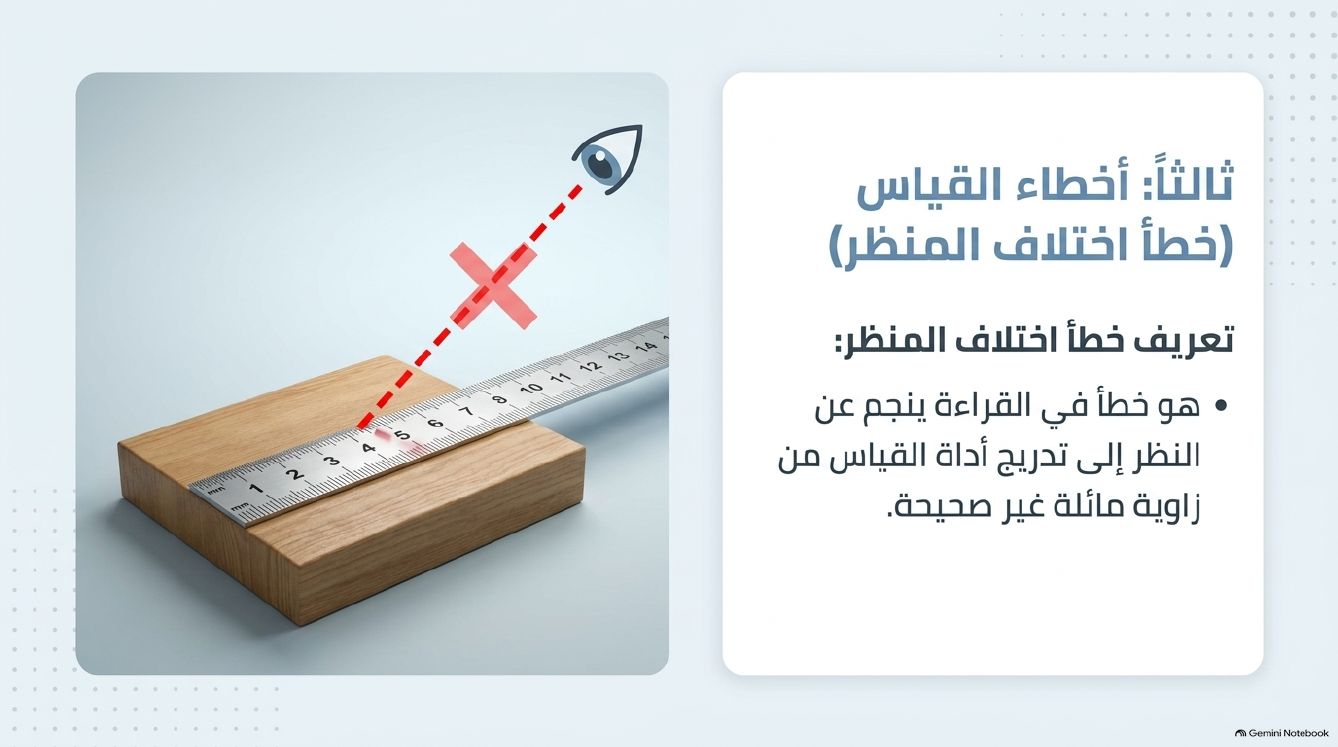 ثالثاً: أخطاء القياس
(خطأ اختلاف المنظر)
تعريف خطأ اختلاف المنظر:
• هو خطأ في القراءة ينجم عن
النظر إلى تدريج أداة القياس من
زاوية مائلة غير صحيحة.
mm 1 2 3 4 5 6 7 8 9 10 11 12 13 14
mm
Gemini Notebook